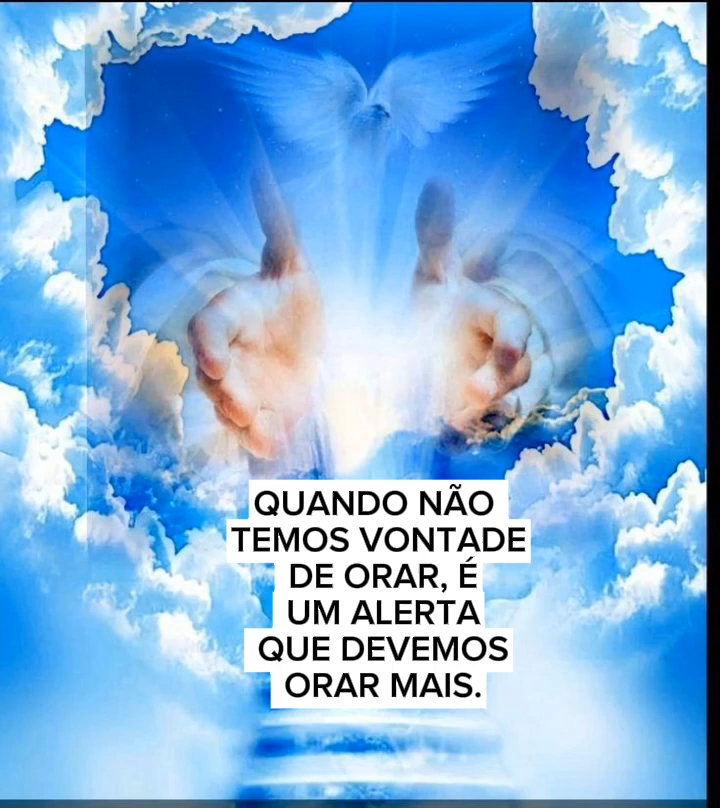 QUANDO NÃO
TEMOS VONTADE
DE ORAR, É
UM ALERTA
QUE DEVEMOS
ORAR MAIS.